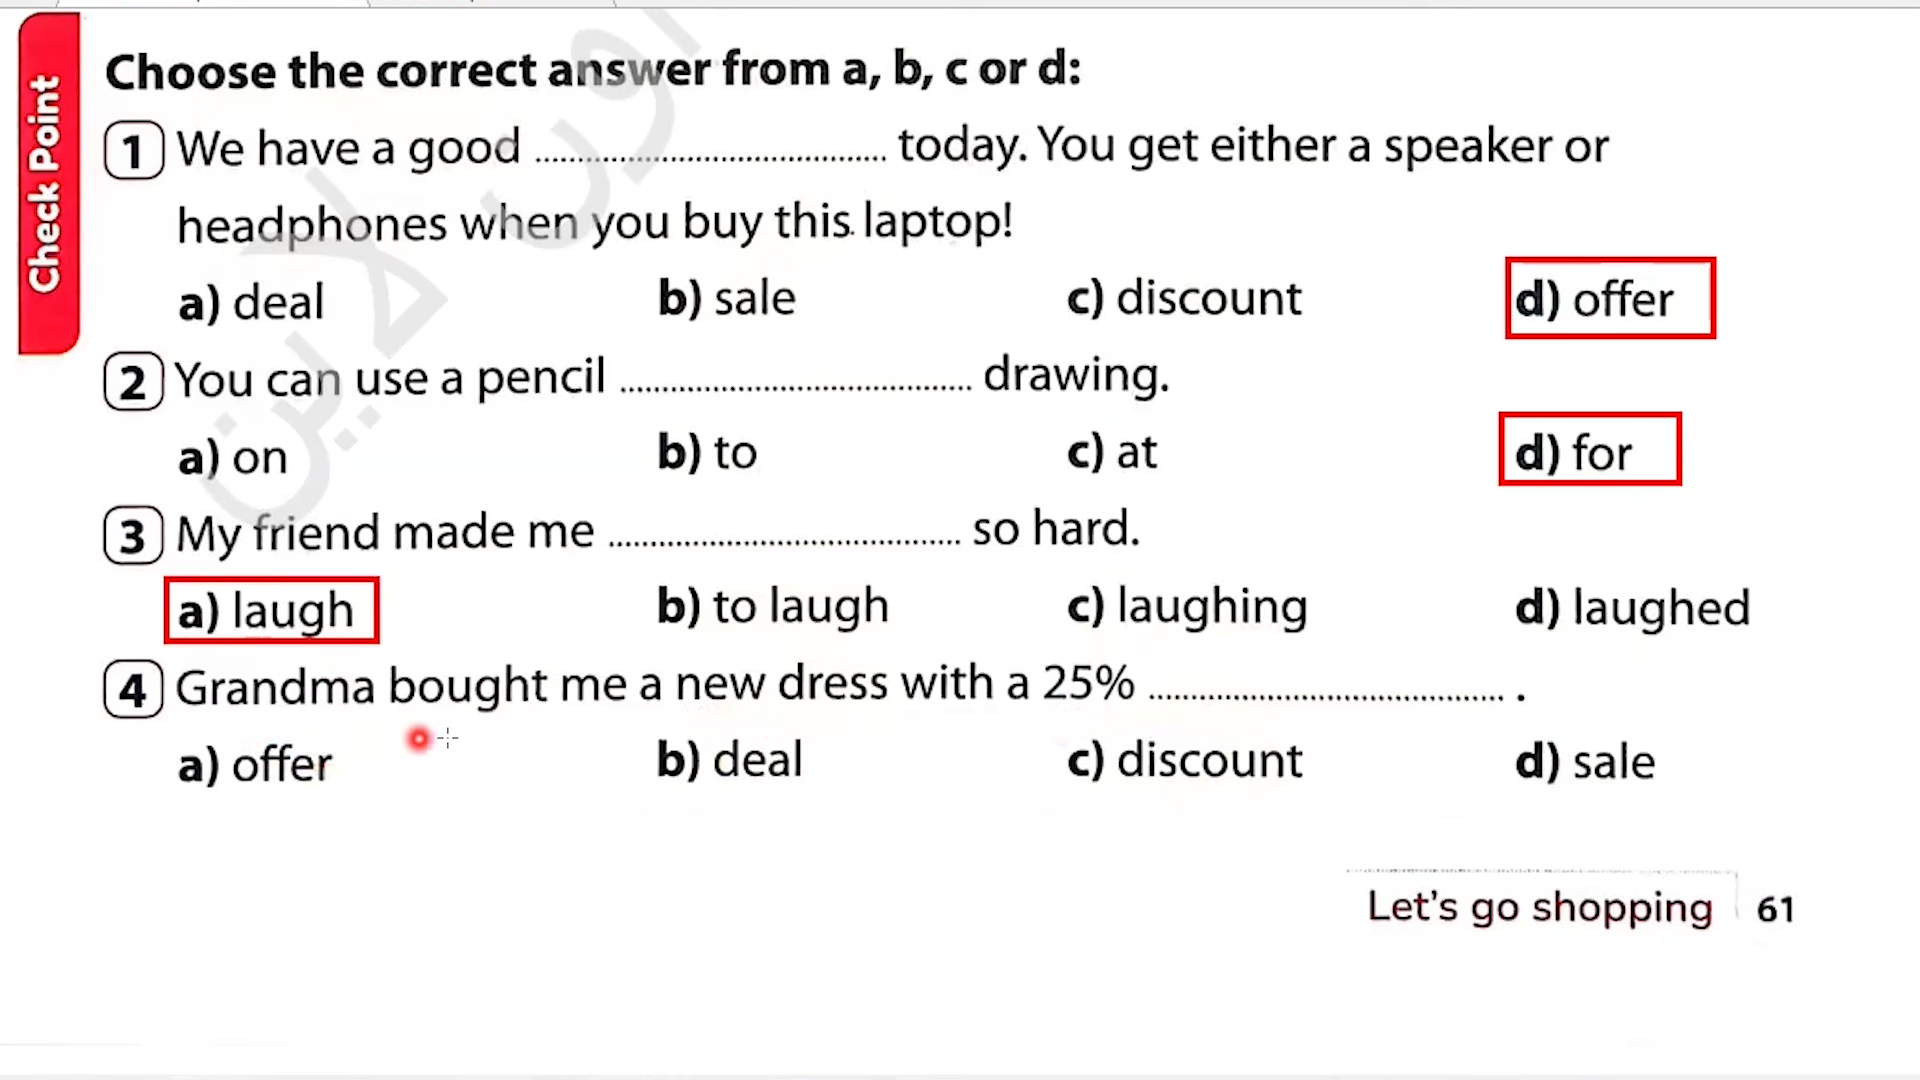 Check Point
Choose the correct answer from a, b, c or d:
1 We have a good .................................... today. You get either a speaker or
headphones when you buy this laptop!
a) deal b) sale c) discount d) offer
2 You can use a pencil .................................... drawing.
a) on b) to c) at d) for
3 My friend made me .................................... so hard.
a) laugh b) to laugh c) laughing d) laughed
4 Grandma bought me a new dress with a 25% .................................... .
a) offer b) deal c) discount d) sale
Let's go shopping 61